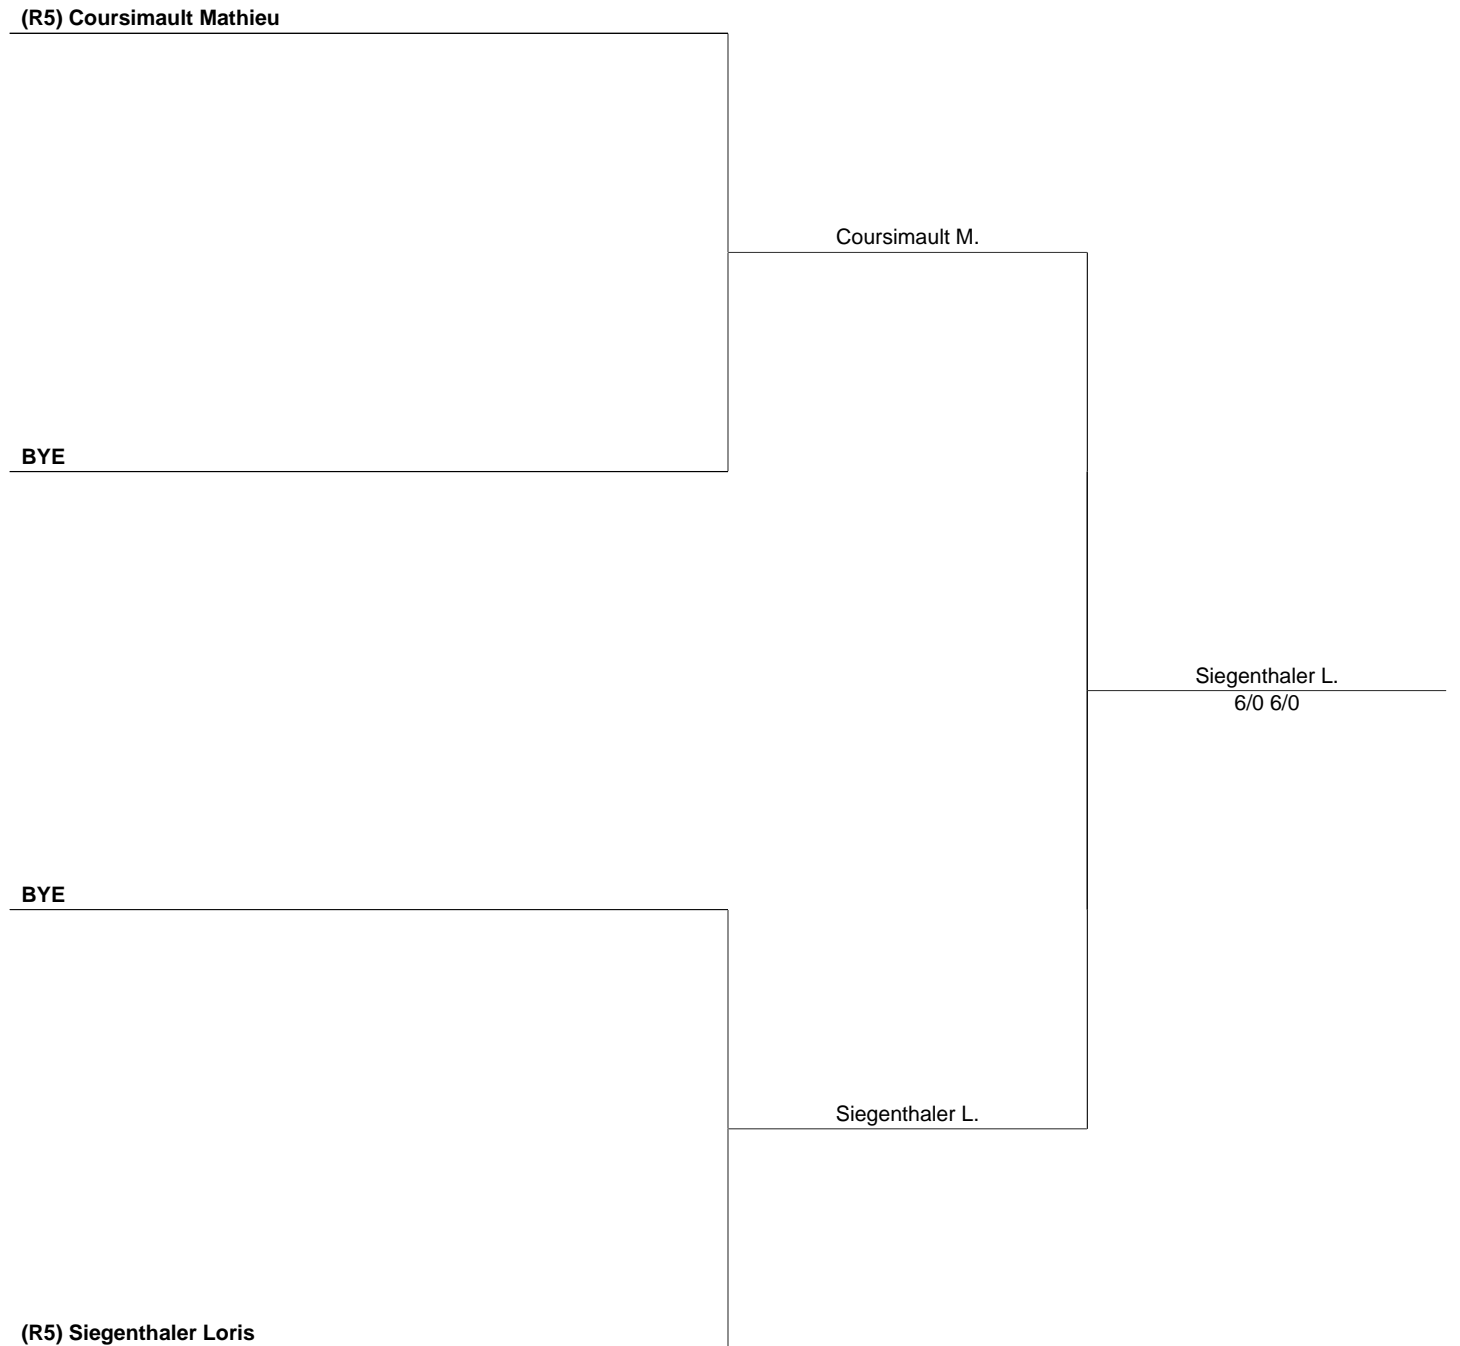 (R5) Coursimault Mathieu
Coursimault M.
BYE
Siegenthaler L.
6/0 6/0
BYE
Siegenthaler L.
(R5) Siegenthaler Loris